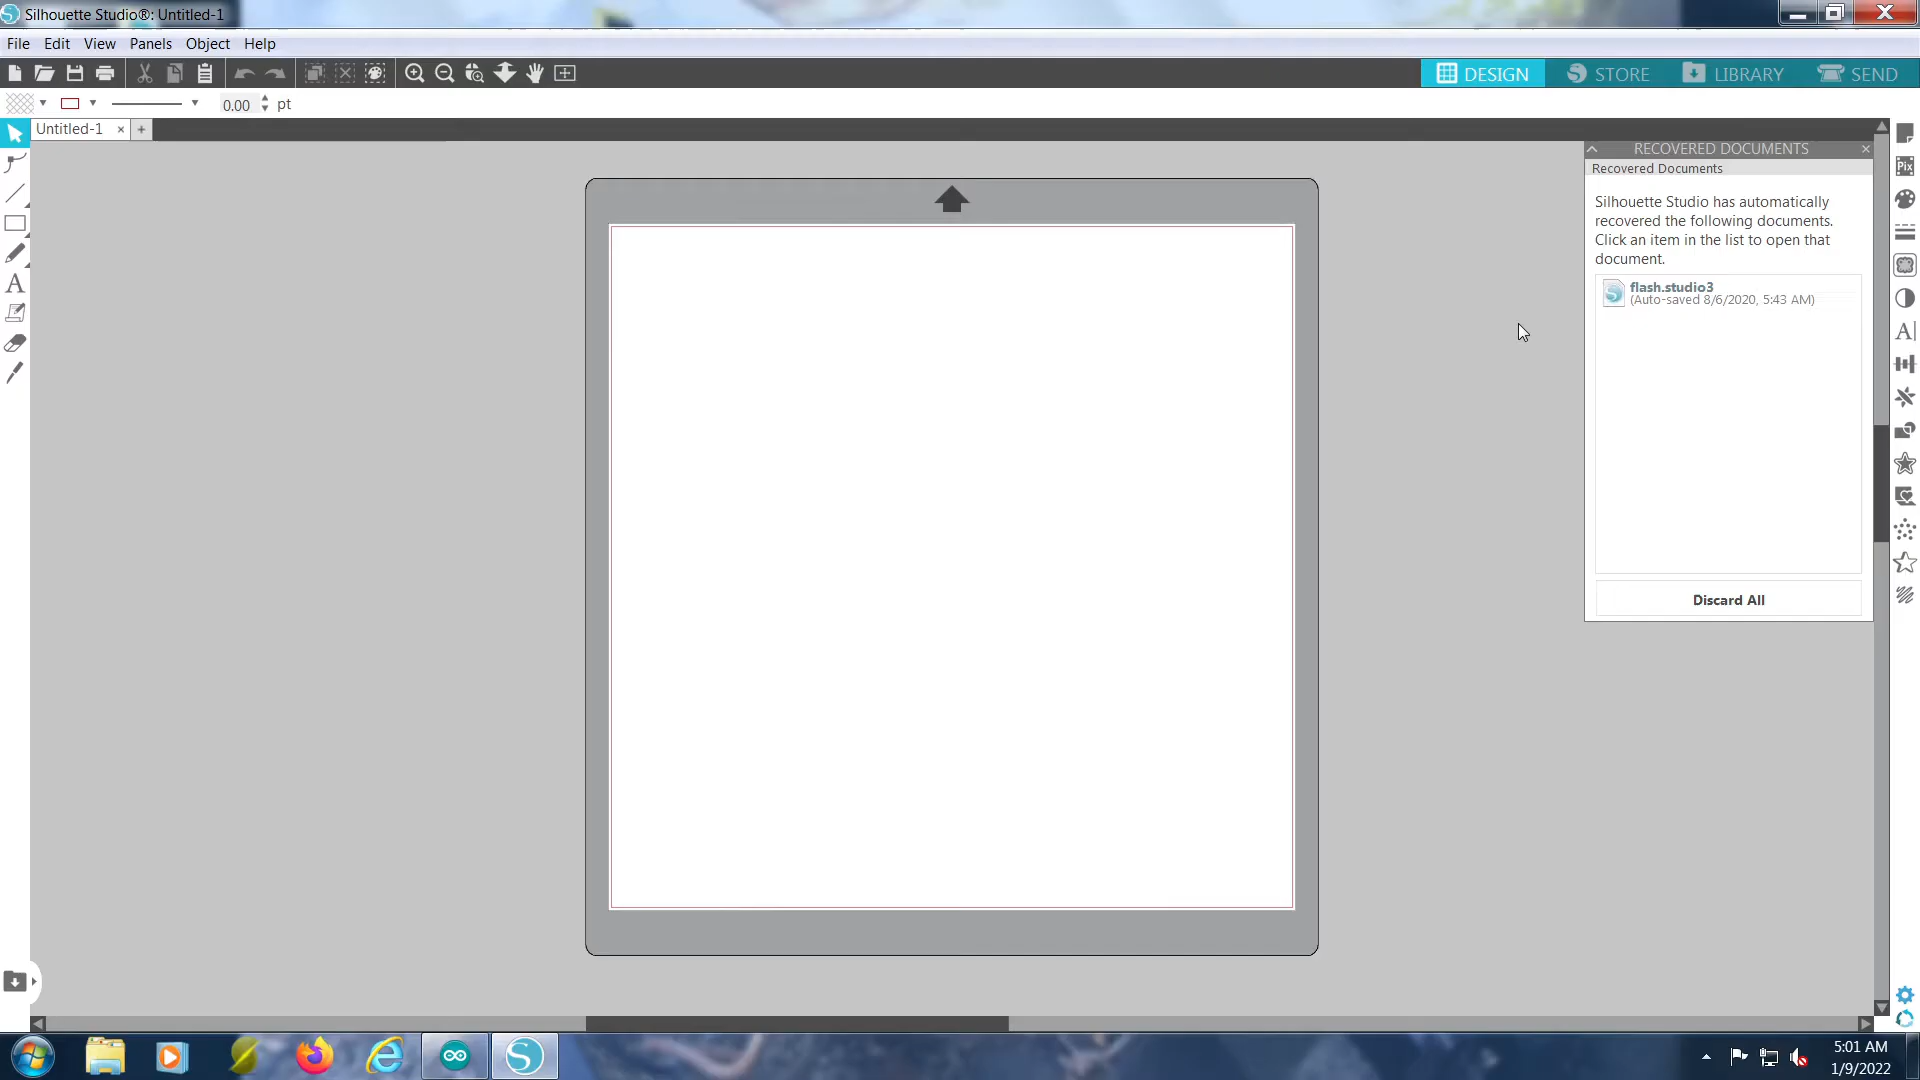 Silhouette Studio®: Untitled-1
File Edit View Panels Object Help
DESIGN STORE LIBRARY SEND
0.00 pt
Untitled-1 × +
RECOVERED DOCUMENTS
Recovered Documents
Silhouette Studio has automatically
recovered the following documents.
Click an item in the list to open that
document.
flash.studio3
(Auto-saved 8/6/2020, 5:43 AM)
Discard All
5:01 AM
1/9/2022